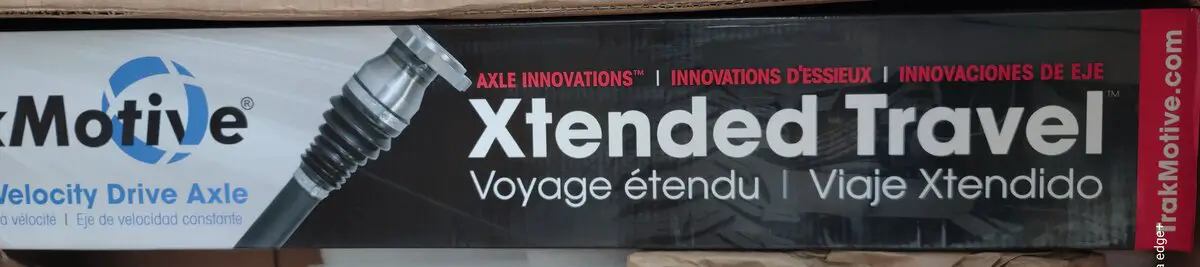 kMotive®
Velocity Drive Axle
à vélocité | Eje de velocidad constante
AXLE INNOVATIONS™ | INNOVATIONS D'ESSIEUX | INNOVACIONES DE EJE
Xtended Travel™
Voyage étendu | Viaje Xtendido
TrakMotive.com
a edge+